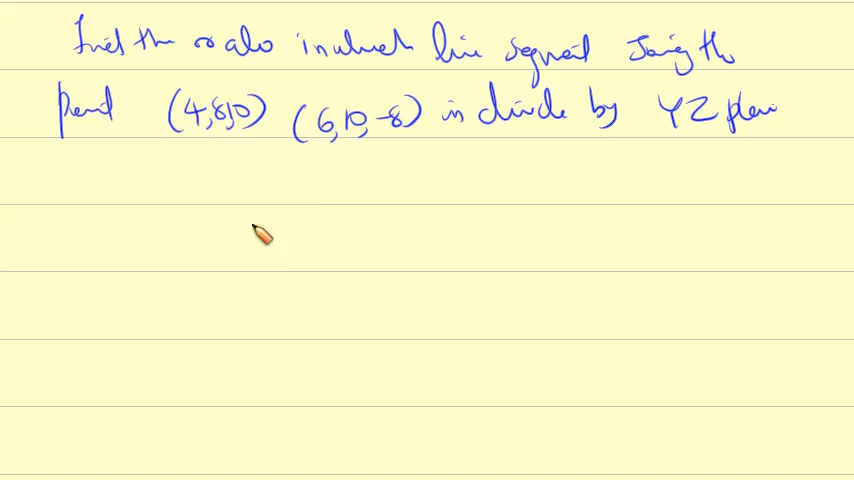 Find the ratio in which line segment joing the
point (4,8,10) (6,10,-8) is divide by YZ plane